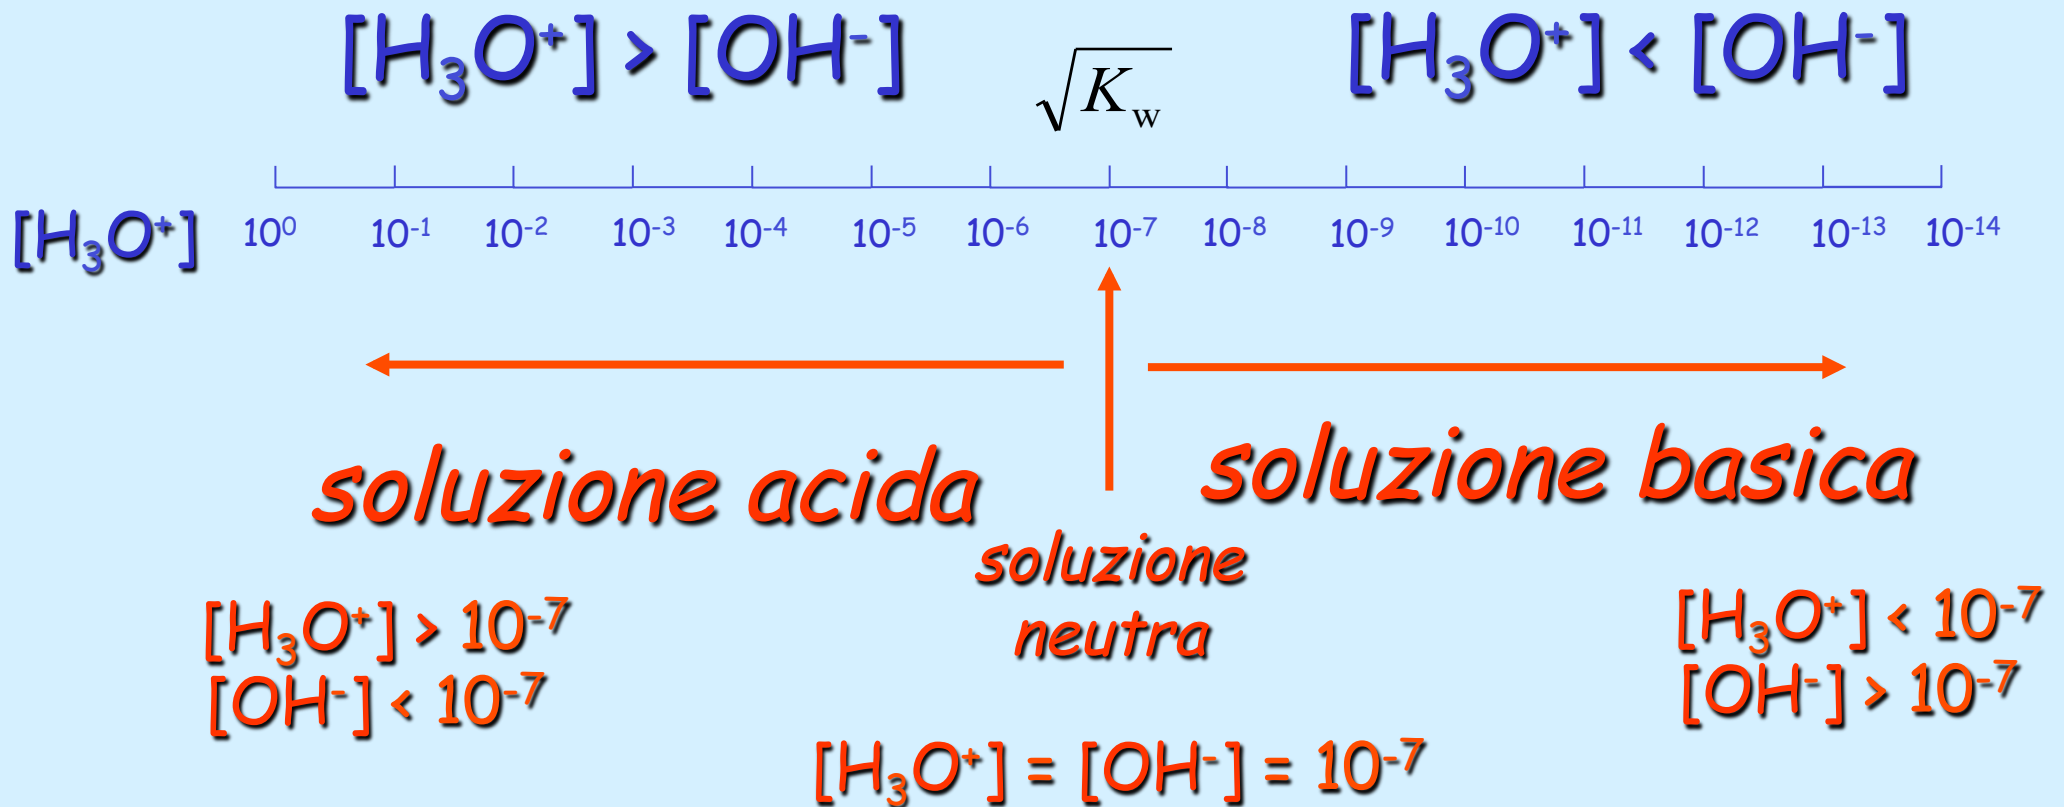 [H₃O⁺] > [OH⁻]
√Kw
[H₃O⁺] < [OH⁻]
[H₃O⁺] 10⁰ 10⁻¹ 10⁻² 10⁻³ 10⁻⁴ 10⁻⁵ 10⁻⁶ 10⁻⁷ 10⁻⁸ 10⁻⁹ 10⁻¹⁰ 10⁻¹¹ 10⁻¹² 10⁻¹³ 10⁻¹⁴
soluzione acida
soluzione basica
soluzione
neutra
[H₃O⁺] > 10⁻⁷
[OH⁻] < 10⁻⁷
[H₃O⁺] < 10⁻⁷
[OH⁻] > 10⁻⁷
[H₃O⁺] = [OH⁻] = 10⁻⁷